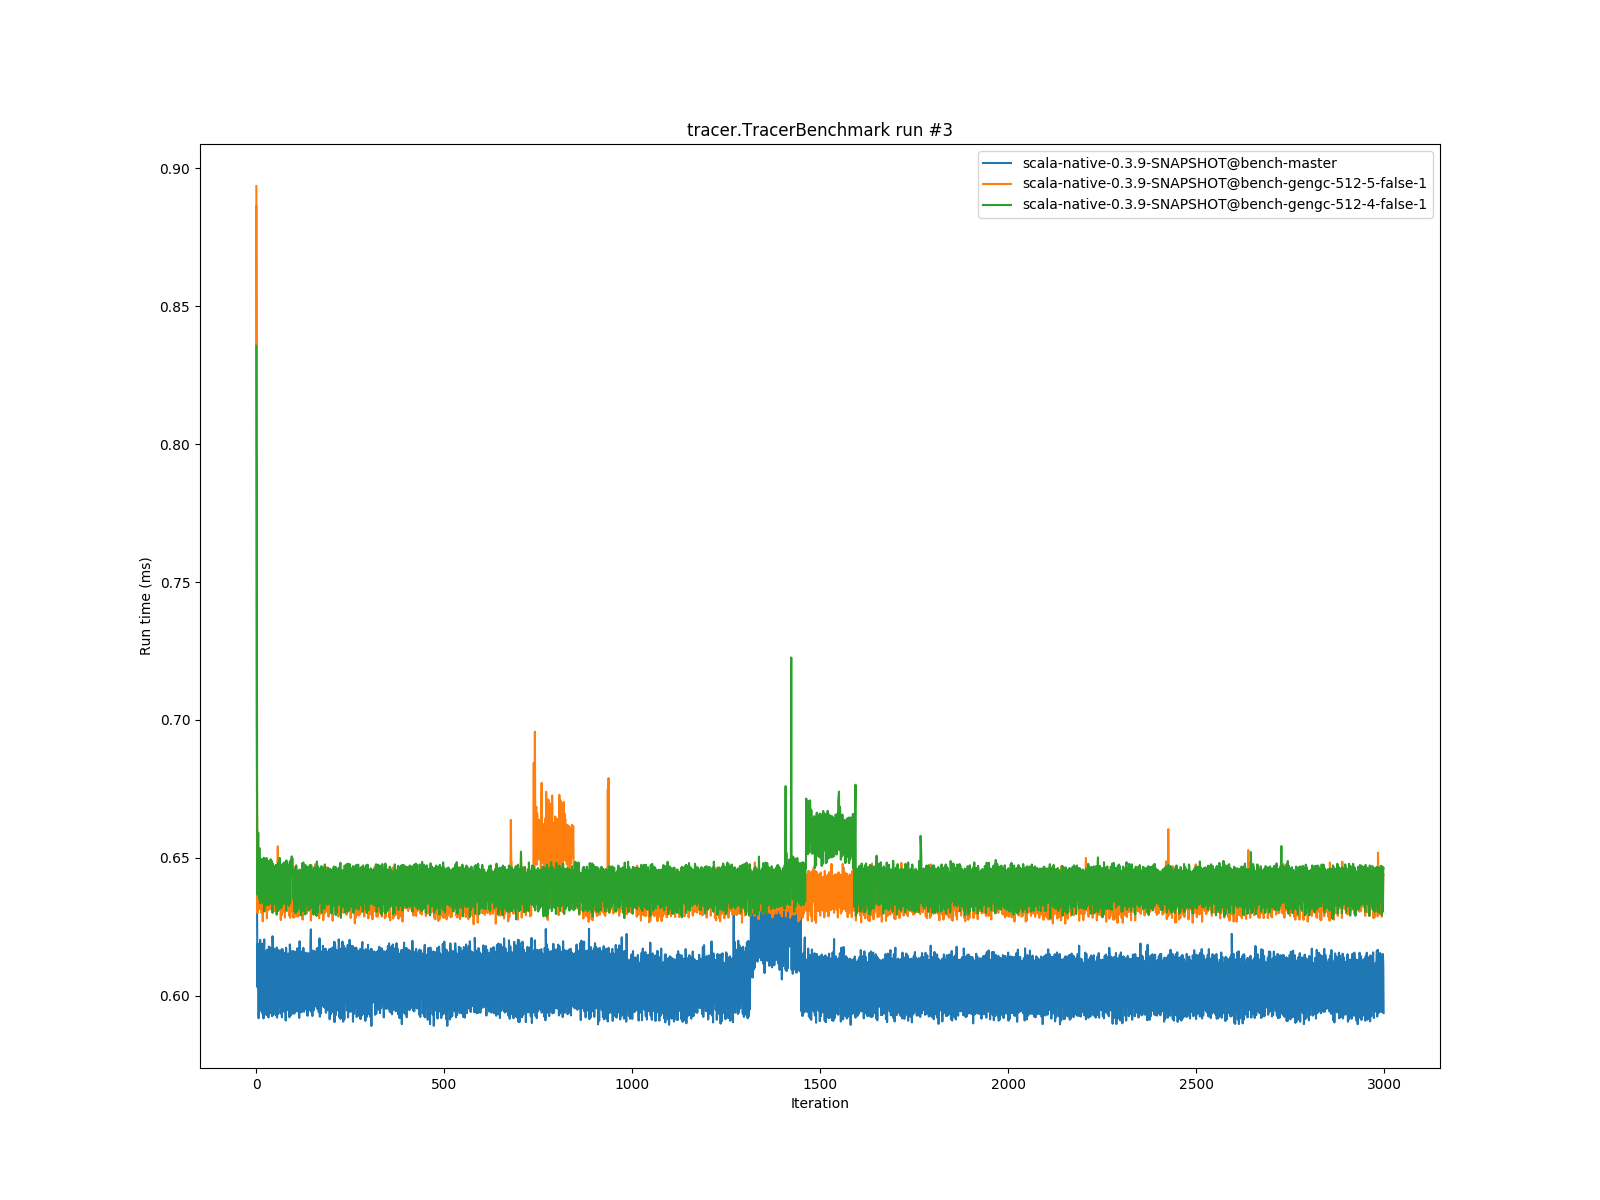 tracer.TracerBenchmark run #3
scala-native-0.3.9-SNAPSHOT@bench-master
scala-native-0.3.9-SNAPSHOT@bench-gengc-512-5-false-1
scala-native-0.3.9-SNAPSHOT@bench-gengc-512-4-false-1
0.90
0.85
0.80
0.75
0.70
0.65
0.60
Run time (ms)
0 500 1000 1500 2000 2500 3000
Iteration